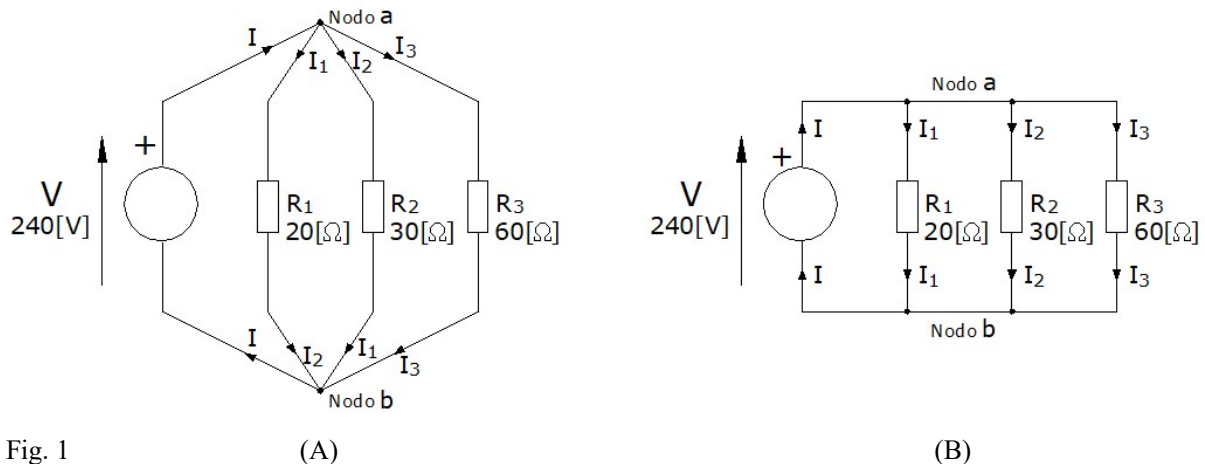 Nodo a
I
I1
I2
I3
+
V
240[V]
R1
20[Ω]
R2
30[Ω]
R3
60[Ω]
I
I2
I1
I3
Nodo b
Nodo a
I
I1
I2
I3
+
V
240[V]
R1
20[Ω]
R2
30[Ω]
R3
60[Ω]
I
I1
I2
I3
Nodo b
Fig. 1 (A) (B)